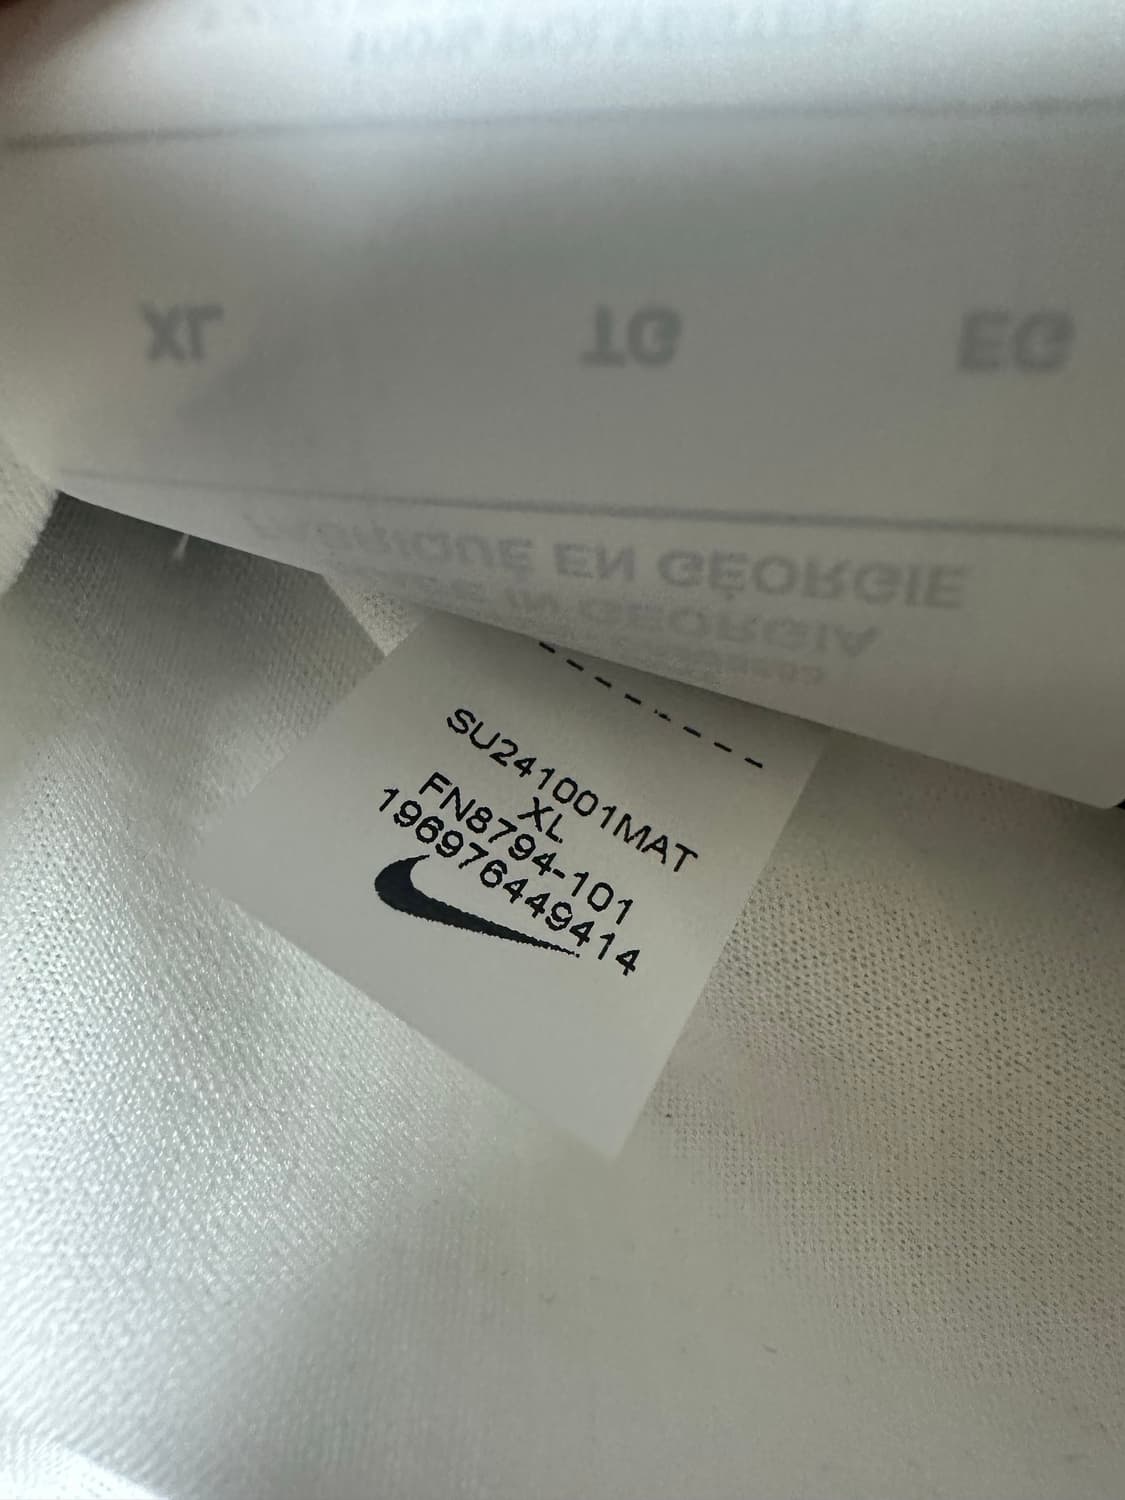 XL TG EG
FABRIQUÉ EN GÉORGIE
MADE IN GEORGIA
SU241001MAT
XL
FN8794-101
196976449414